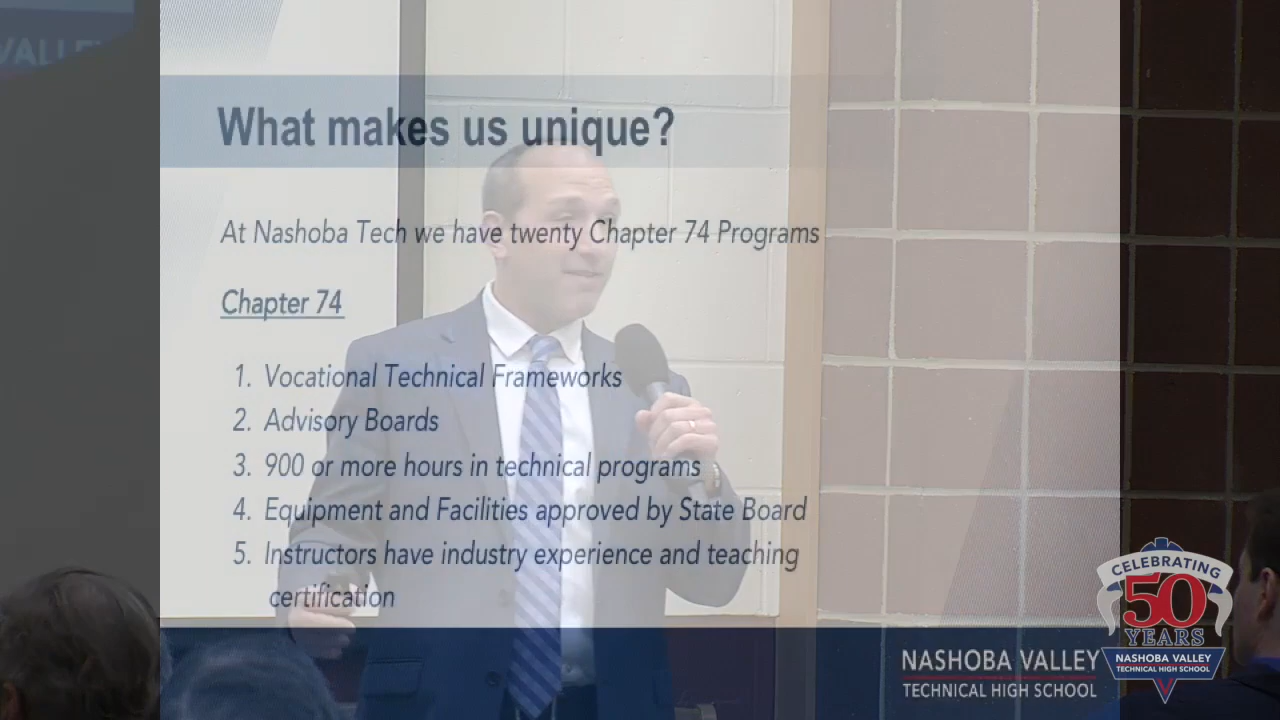 VALLEY
What makes us unique?
At Nashoba Tech we have twenty Chapter 74 Programs
Chapter 74
1. Vocational Technical Frameworks
2. Advisory Boards
3. 900 or more hours in technical programs
4. Equipment and Facilities approved by State Board
5. Instructors have industry experience and teaching
certification
NASHOBA VALLEY
TECHNICAL HIGH SCHOOL
CELEBRATING
50
YEARS
NASHOBA VALLEY
TECHNICAL HIGH SCHOOL